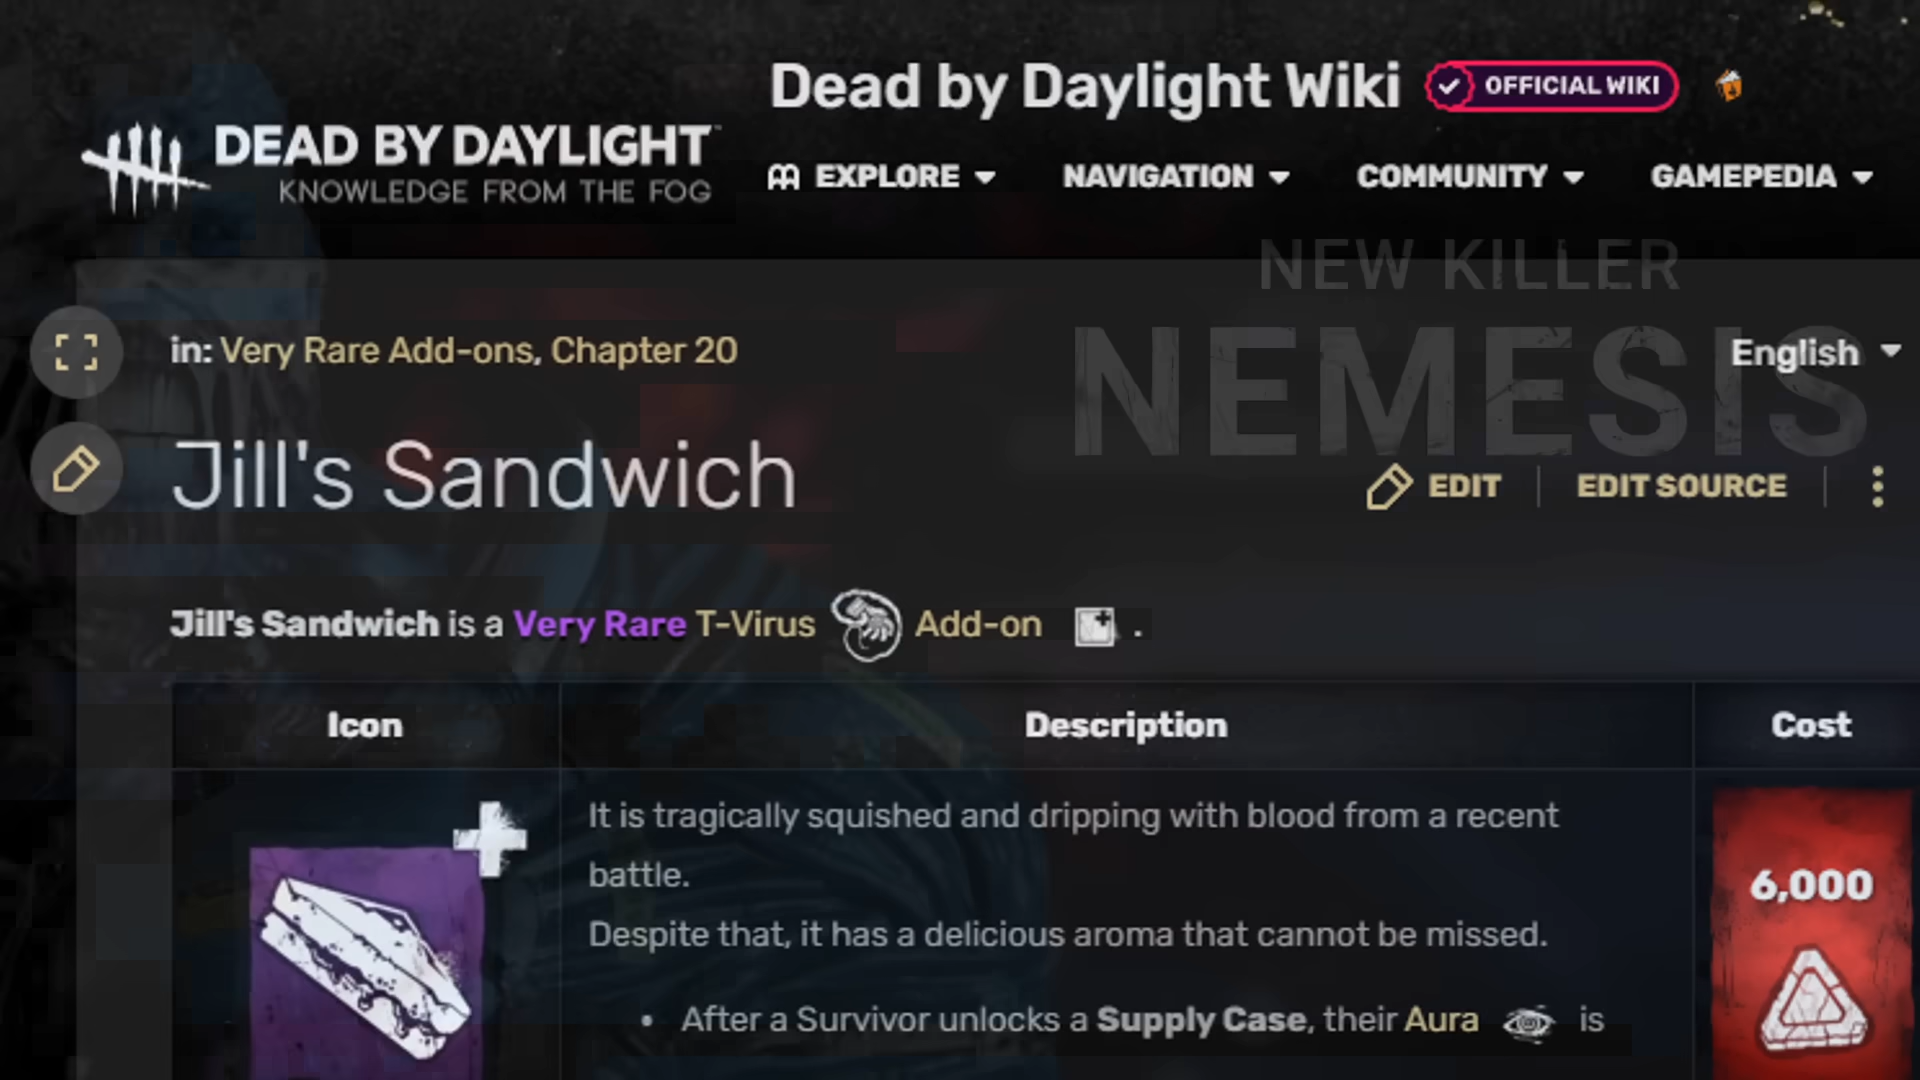 Dead by Daylight Wiki
OFFICIAL WIKI
DEAD BY DAYLIGHT™
KNOWLEDGE FROM THE FOG
EXPLORE
NAVIGATION
COMMUNITY
GAMEPEDIA
NEW KILLER
NEMESIS
in: Very Rare Add-ons, Chapter 20
English
Jill's Sandwich
EDIT
EDIT SOURCE
Jill's Sandwich is a Very Rare T-Virus Add-on .
Icon
Description
Cost
It is tragically squished and dripping with blood from a recent
battle.
Despite that, it has a delicious aroma that cannot be missed.
• After a Survivor unlocks a Supply Case, their Aura is
6,000